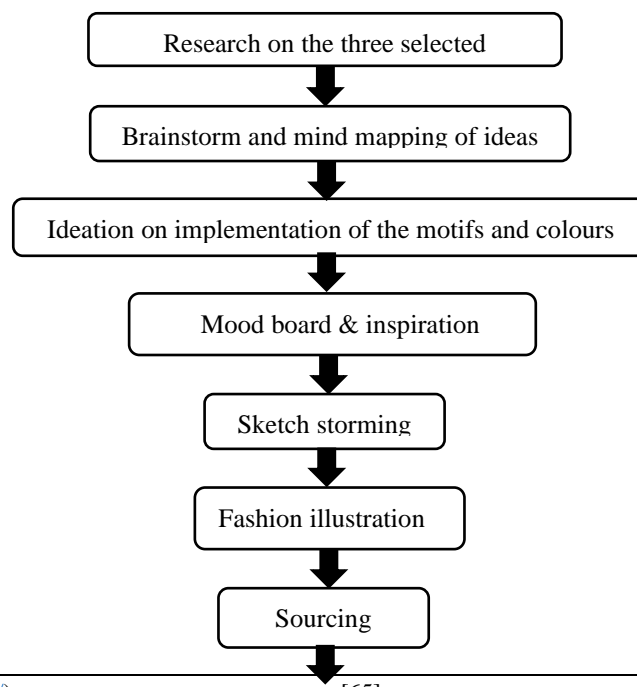 Research on the three selected
Brainstorm and mind mapping of ideas
Ideation on implementation of the motifs and colours
Mood board & inspiration
Sketch storming
Fashion illustration
Sourcing
[65]